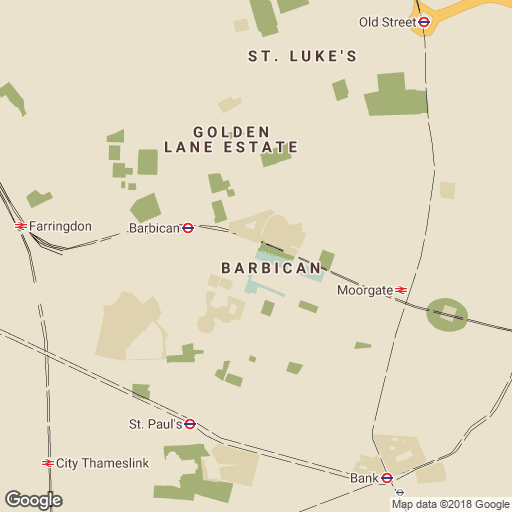 Old Street
ST. LUKE'S
GOLDEN
LANE ESTATE
Farringdon
Barbican
BARBICAN
Moorgate
St. Paul's
City Thameslink
Bank
Google
Map data ©2018 Google